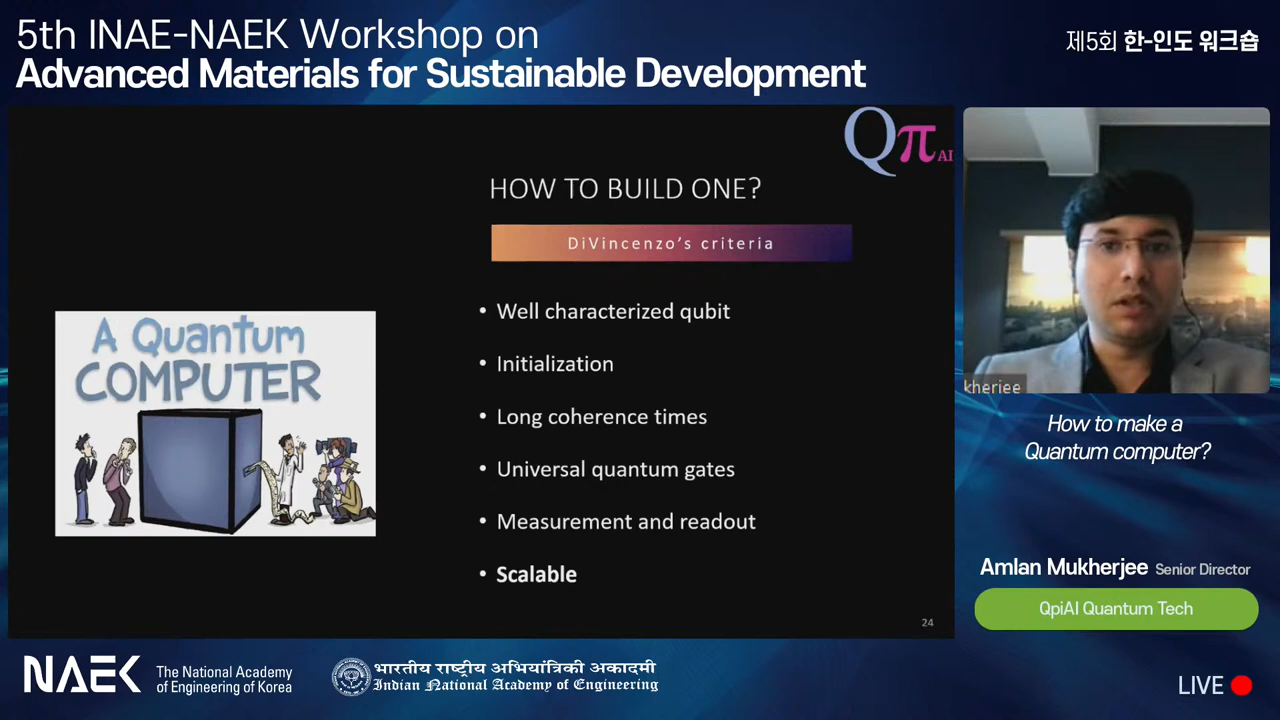 5th INAE-NAEK Workshop on
Advanced Materials for Sustainable Development
제5회 한-인도 워크숍
Qπ AI
HOW TO BUILD ONE?
DiVincenzo's criteria
A Quantum
COMPUTER
• Well characterized qubit
• Initialization
• Long coherence times
• Universal quantum gates
• Measurement and readout
• Scalable
24
kherjee
How to make a
Quantum computer?
Amlan Mukherjee Senior Director
QpiAI Quantum Tech
NAEK
The National Academy
of Engineering of Korea
भारतीय राष्ट्रीय अभियांत्रिकी अकादमी
Indian National Academy of Engineering
LIVE